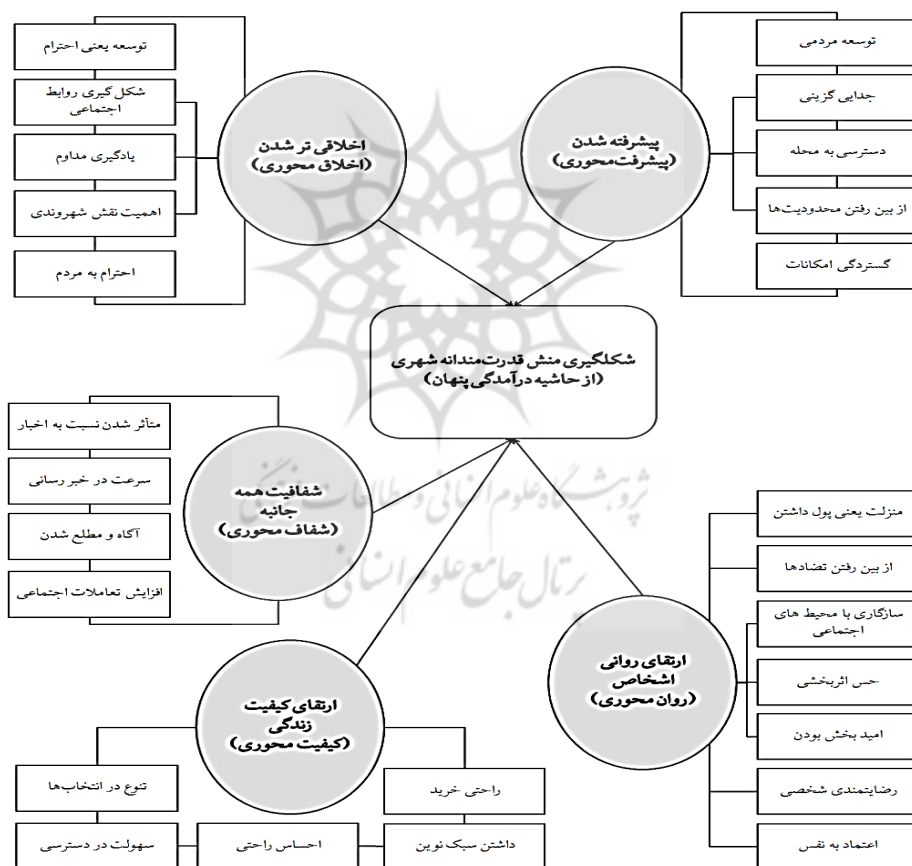 توسعه یعنی احترام
شکل گیری روابط
اجتماعی
یادگیری مداوم
اهمیت نقش شهروندی
احترام به مردم
اخلاقی تر شدن
(اخلاق محوری)
توسعه مردمی
جدایی گزینی
دسترسی به محله
از بین رفتن محدودیت‌ها
گستردگی امکانات
پیشرفته شدن
(پیشرفت محوری)
شکلگیری منش قدرت‌مندانه شهری
(از حاشیه درآمدگی پنهان)
متأثر شدن نسبت به اخبار
سرعت در خبر رسانی
آگاه و مطلع شدن
افزایش تعاملات اجتماعی
شفافیت همه
جانبه
(شفاف محوری)
پژوهشگاه علوم انسانی و مطالعات فرهنگی
پرتال جامع علوم انسانی
منزلت یعنی پول داشتن
از بین رفتن تضادها
سازگاری با محیط های
اجتماعی
حس اثربخشی
امید بخش بودن
رضایتمندی شخصی
اعتماد به نفس
ارتقای روانی
اشخاص
(روان محوری)
ارتقای کیفیت
زندگی
(کیفیت محوری)
راحتی خرید
داشتن سبک نوین
احساس راحتی
تنوع در انتخاب‌ها
سهولت در دسترسی